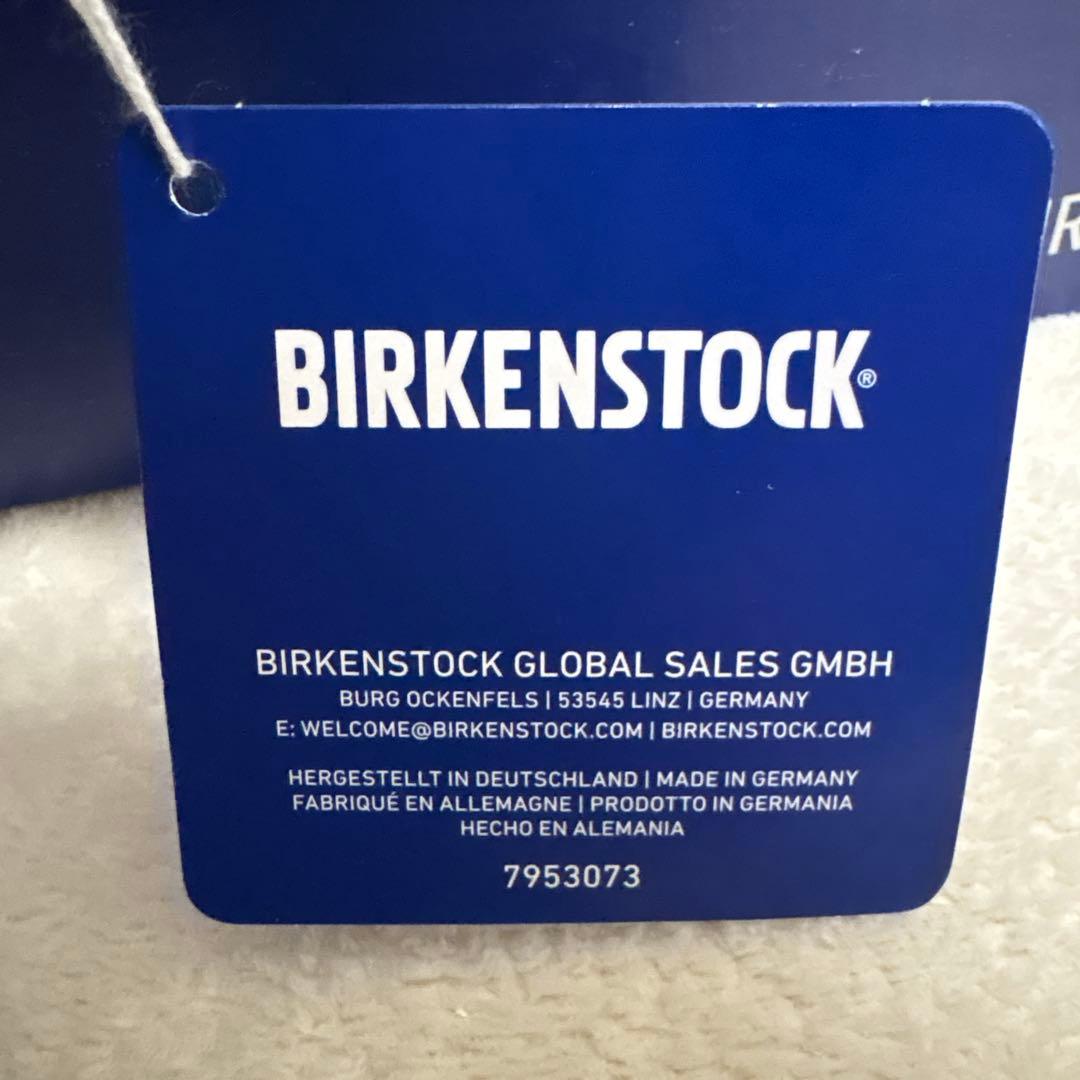 BIRKENSTOCK®
BIRKENSTOCK GLOBAL SALES GMBH
BURG OCKENFELS | 53545 LINZ | GERMANY
E: WELCOME@BIRKENSTOCK.COM | BIRKENSTOCK.COM
HERGESTELLT IN DEUTSCHLAND | MADE IN GERMANY
FABRIQUÉ EN ALLEMAGNE | PRODOTTO IN GERMANIA
HECHO EN ALEMANIA
7953073